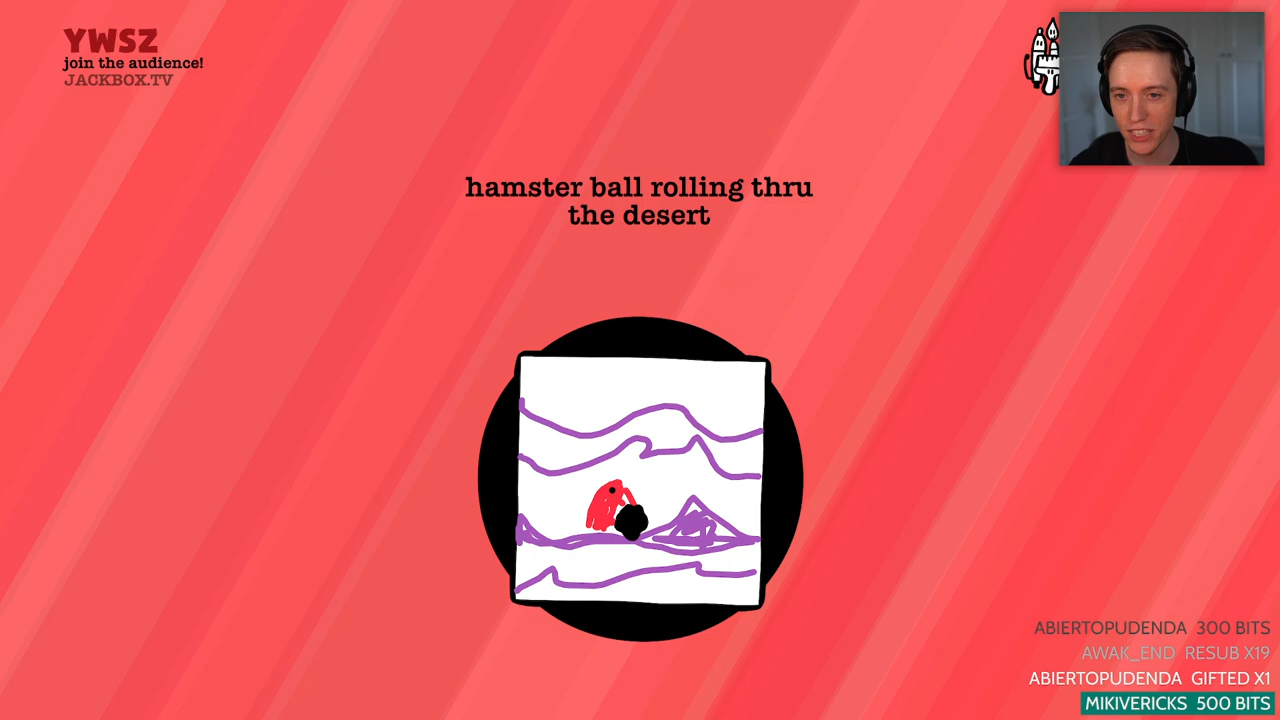 YWSZ
join the audience!
JACKBOX.TV
hamster ball rolling thru
the desert
ABIERTOPUDENDA 300 BITS
AWAK_END RESUB X19
ABIERTOPUDENDA GIFTED X1
MIKIVERICKS 500 BITS